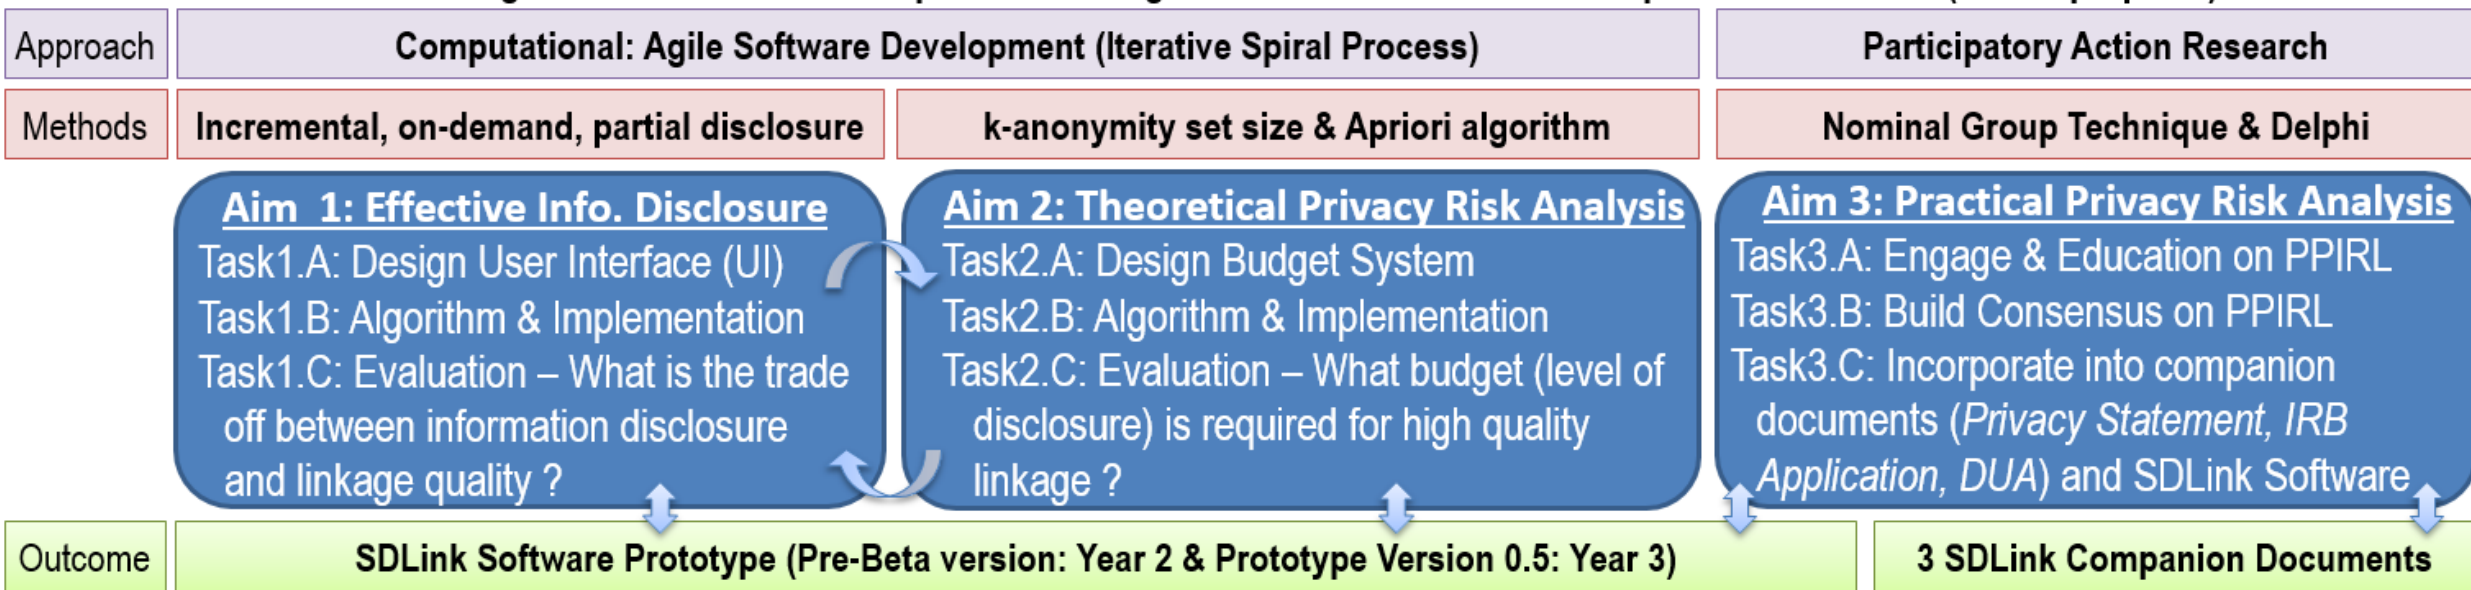 Approach
Computational: Agile Software Development (Iterative Spiral Process)
Participatory Action Research
Methods
Incremental, on-demand, partial disclosure
k-anonymity set size & Apriori algorithm
Nominal Group Technique & Delphi
Aim 1: Effective Info. Disclosure
Task1.A: Design User Interface (UI)
Task1.B: Algorithm & Implementation
Task1.C: Evaluation – What is the trade
off between information disclosure
and linkage quality ?
Aim 2: Theoretical Privacy Risk Analysis
Task2.A: Design Budget System
Task2.B: Algorithm & Implementation
Task2.C: Evaluation – What budget (level of
disclosure) is required for high quality
linkage ?
Aim 3: Practical Privacy Risk Analysis
Task3.A: Engage & Education on PPIRL
Task3.B: Build Consensus on PPIRL
Task3.C: Incorporate into companion
documents (Privacy Statement, IRB
Application, DUA) and SDLink Software
Outcome
SDLink Software Prototype (Pre-Beta version: Year 2 & Prototype Version 0.5: Year 3)
3 SDLink Companion Documents